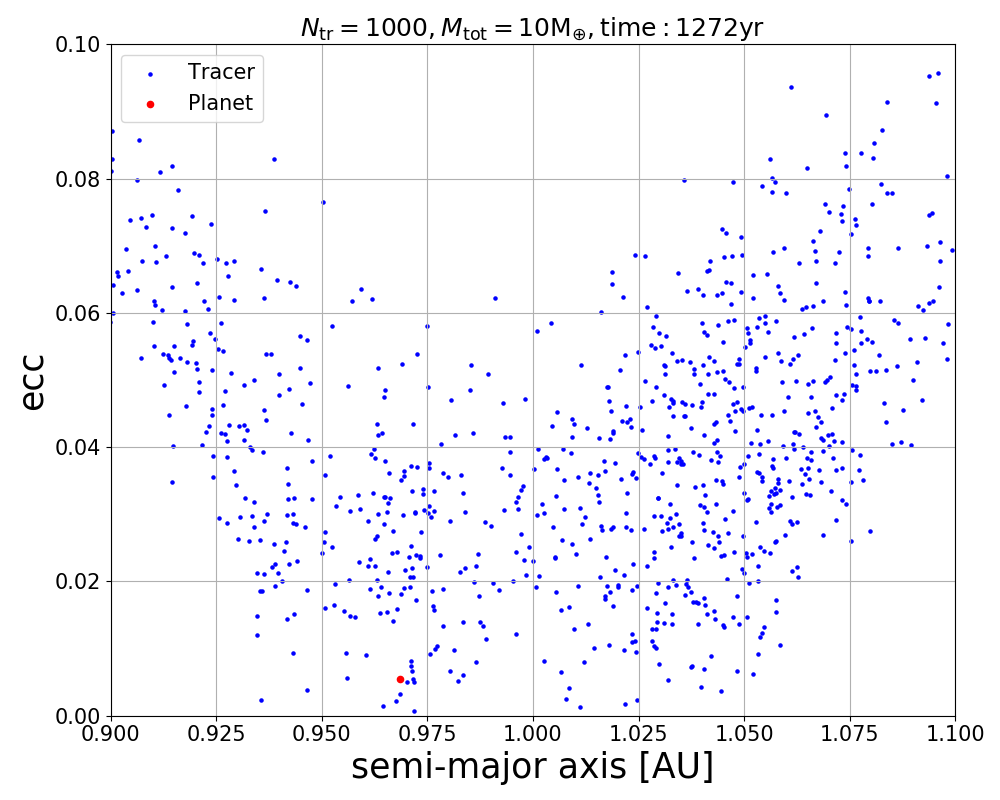 N_tr = 1000, M_tot = 10M_⊕, time : 1272yr
Tracer
Planet
ecc
0.10
0.08
0.06
0.04
0.02
0.00
0.900 0.925 0.950 0.975 1.000 1.025 1.050 1.075 1.100
semi-major axis [AU]